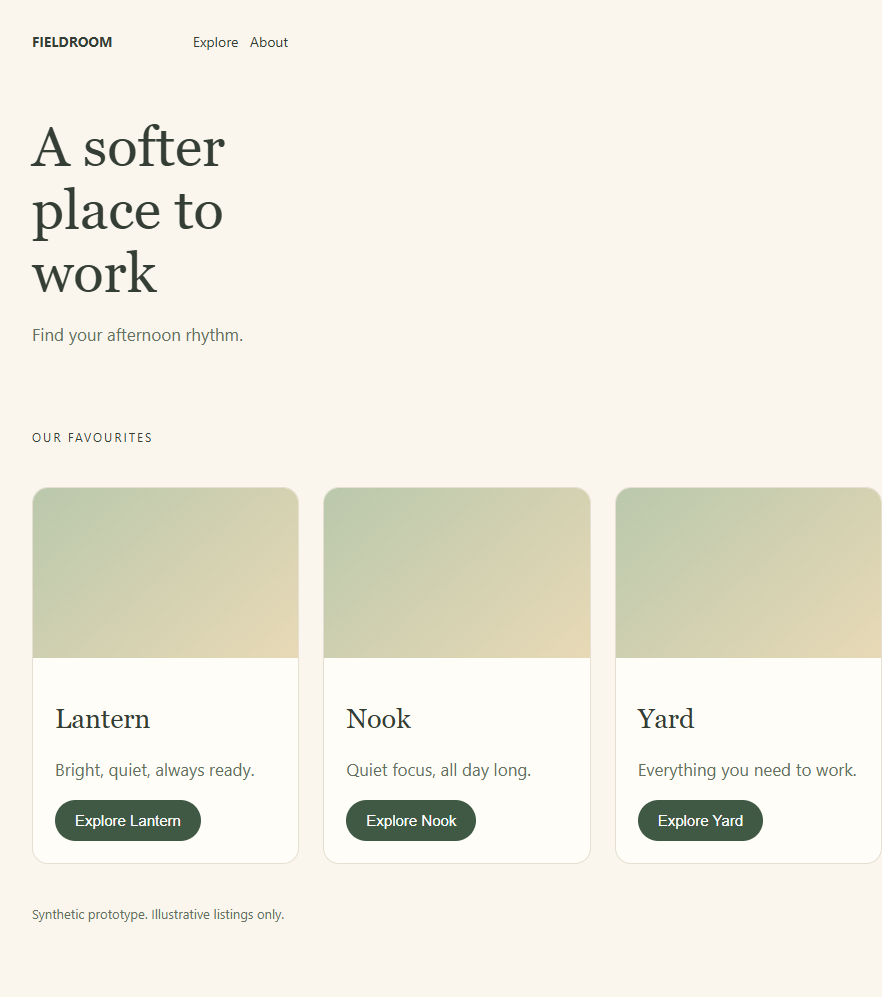 FIELDROOM Explore About
A softer
place to
work
Find your afternoon rhythm.
OUR FAVOURITES
Lantern
Bright, quiet, always ready.
Explore Lantern
Nook
Quiet focus, all day long.
Explore Nook
Yard
Everything you need to work.
Explore Yard
Synthetic prototype. Illustrative listings only.